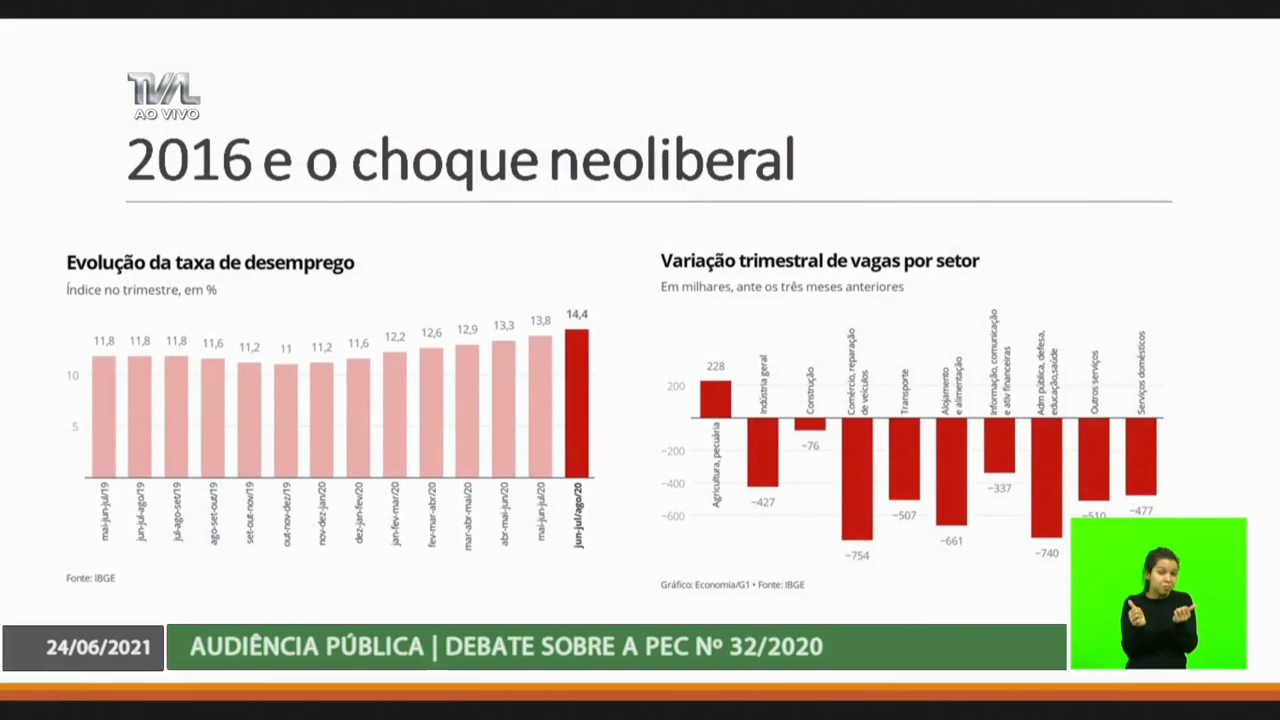 TVAL
AO VIVO
2016 e o choque neoliberal
Evolução da taxa de desemprego
Índice no trimestre, em %
11,8
11,8
11,8
11,6
11,2
11
11,2
11,6
12,2
12,6
12,9
13,3
13,8
14,4
10
5
mai-jun-jul/19
jun-jul-ago/19
jul-ago-set/19
ago-set-out/19
set-out-nov/19
out-nov-dez/19
nov-dez-jan/20
dez-jan-fev/20
jan-fev-mar/20
fev-mar-abr/20
mar-abr-mai/20
abr-mai-jun/20
mai-jun-jul/20
jun-jul/ago/20
Fonte: IBGE
Variação trimestral de vagas por setor
Em milhares, ante os três meses anteriores
200
−200
−400
−600
228
Agricultura, pecuária
Indústria geral
−427
Construção
−76
Comércio, reparação
de veículos
−754
Transporte
−507
Alojamento
e alimentação
−661
Informação, comunicação
e ativ financeiras
−337
Adm pública, defesa,
educação,saúde
−740
Outros serviços
−510
Serviços domésticos
−477
Gráfico: Economia/G1 • Fonte: IBGE
24/06/2021
AUDIÊNCIA PÚBLICA | DEBATE SOBRE A PEC Nº 32/2020